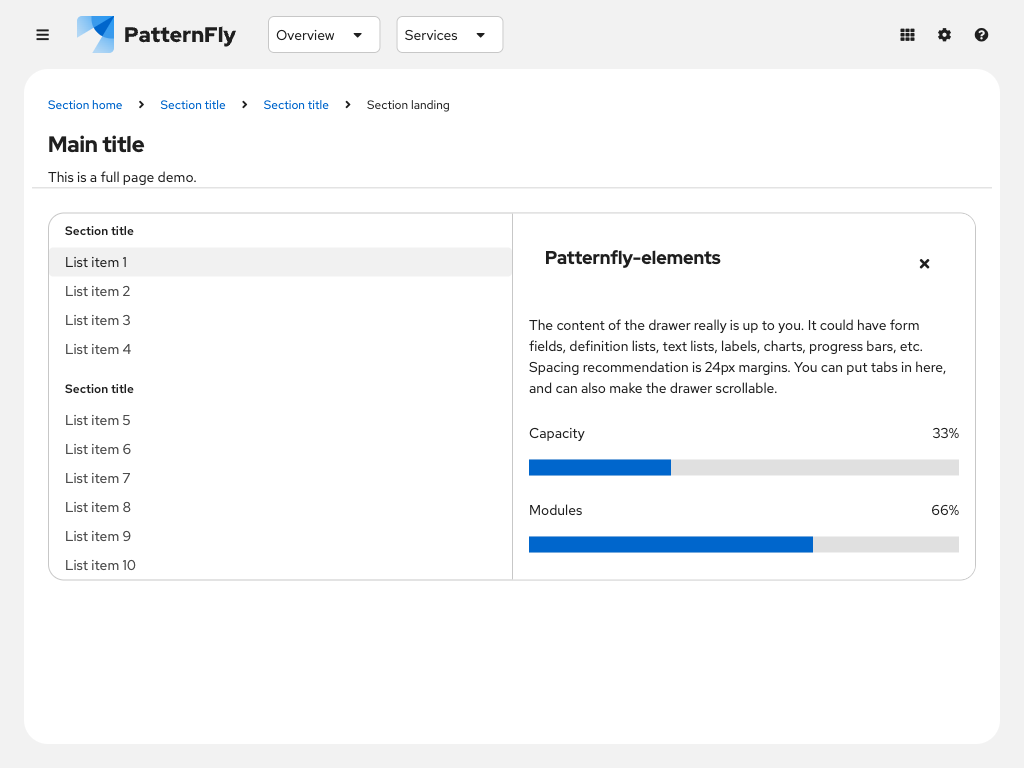 PatternFly
Overview
Services
Section home
Section title
Section title
Section landing
Main title
This is a full page demo.
Section title
List item 1
List item 2
List item 3
List item 4
Section title
List item 5
List item 6
List item 7
List item 8
List item 9
List item 10
Patternfly-elements
The content of the drawer really is up to you. It could have form
fields, definition lists, text lists, labels, charts, progress bars, etc.
Spacing recommendation is 24px margins. You can put tabs in here,
and can also make the drawer scrollable.
Capacity 33%
Modules 66%